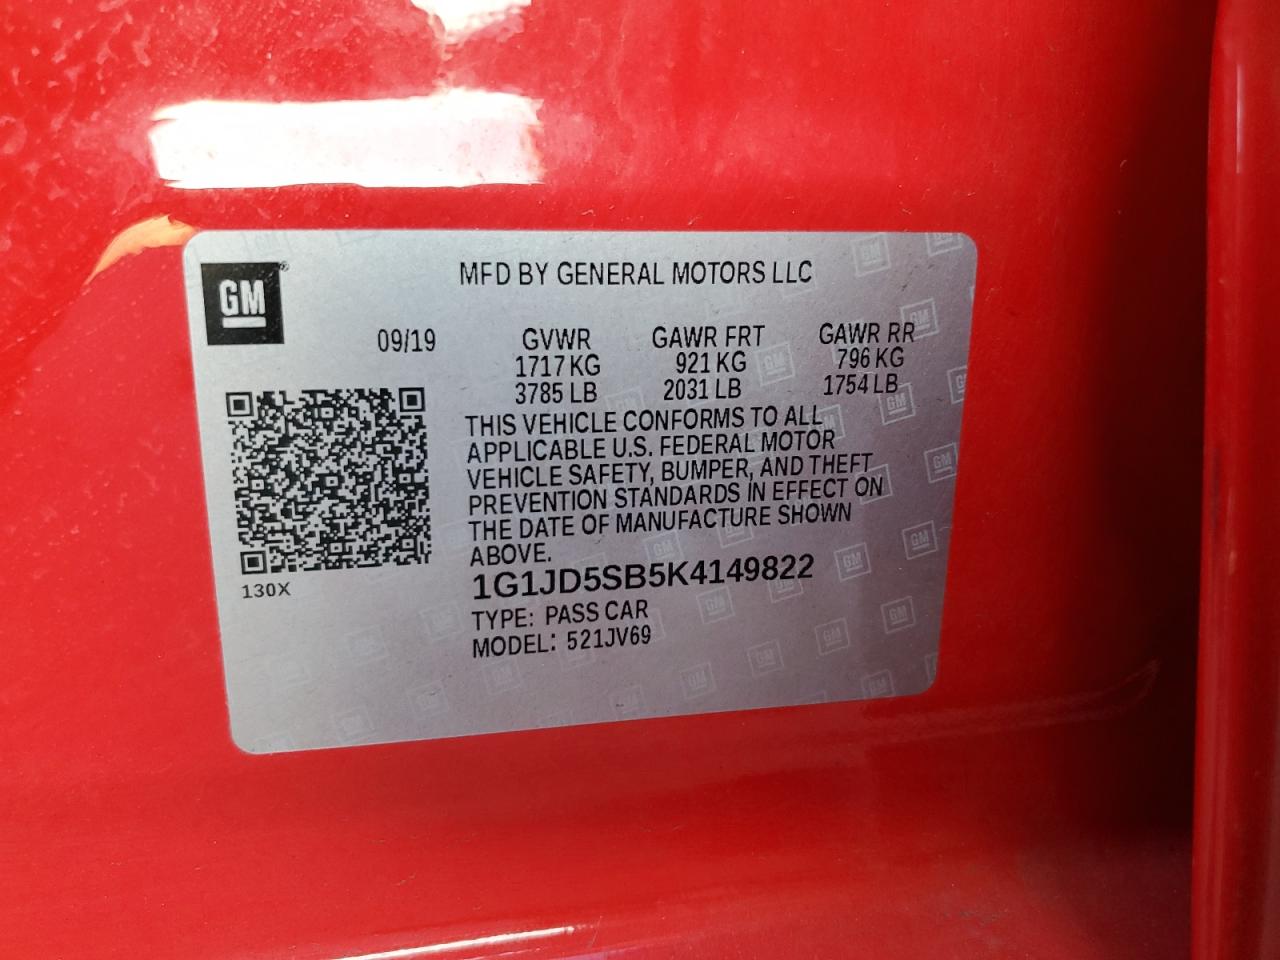 GM
MFD BY GENERAL MOTORS LLC
09/19 GVWR GAWR FRT GAWR RR
1717 KG 921 KG 796 KG
3785 LB 2031 LB 1754 LB
THIS VEHICLE CONFORMS TO ALL
APPLICABLE U.S. FEDERAL MOTOR
VEHICLE SAFETY, BUMPER, AND THEFT
PREVENTION STANDARDS IN EFFECT ON
THE DATE OF MANUFACTURE SHOWN
ABOVE.
130X
1G1JD5SB5K4149822
TYPE: PASS CAR
MODEL: 521JV69